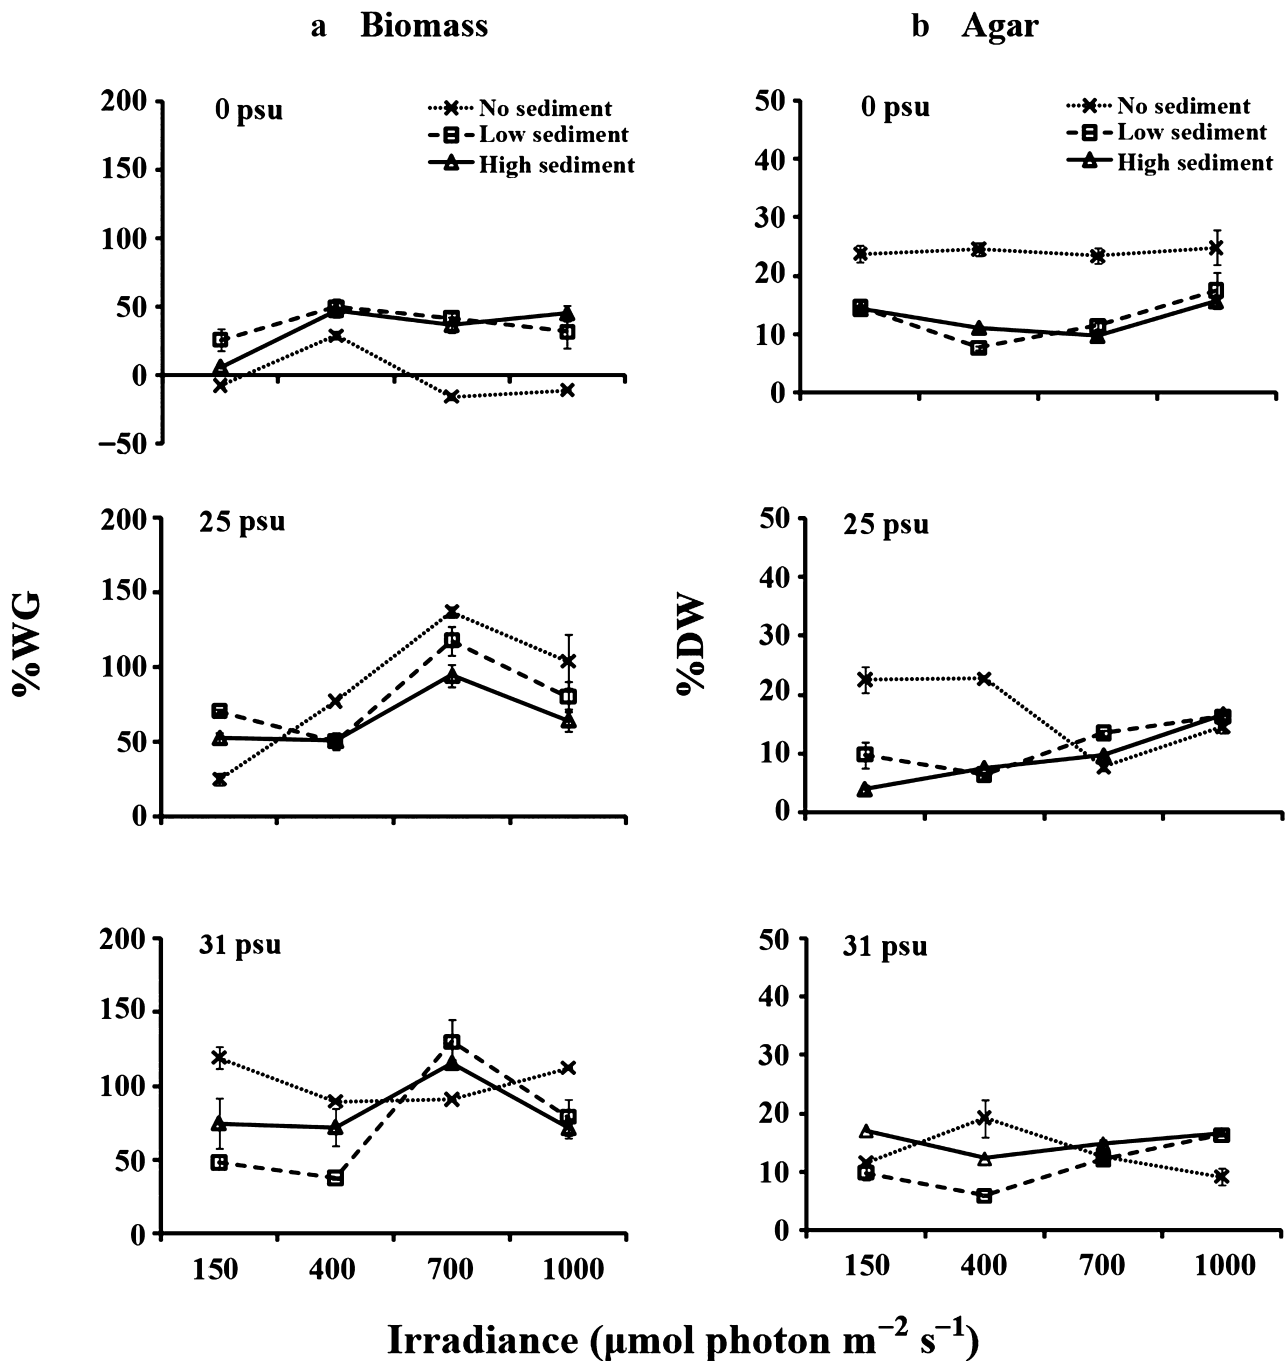 a Biomass
b Agar
200
150
100
50
0
−50
0 psu
No sediment
Low sediment
High sediment
50
40
30
20
10
0
0 psu
No sediment
Low sediment
High sediment
%WG
200
150
100
50
0
25 psu
%DW
50
40
30
20
10
0
25 psu
200
150
100
50
0
31 psu
150 400 700 1000
50
40
30
20
10
0
31 psu
150 400 700 1000
Irradiance (µmol photon m⁻² s⁻¹)